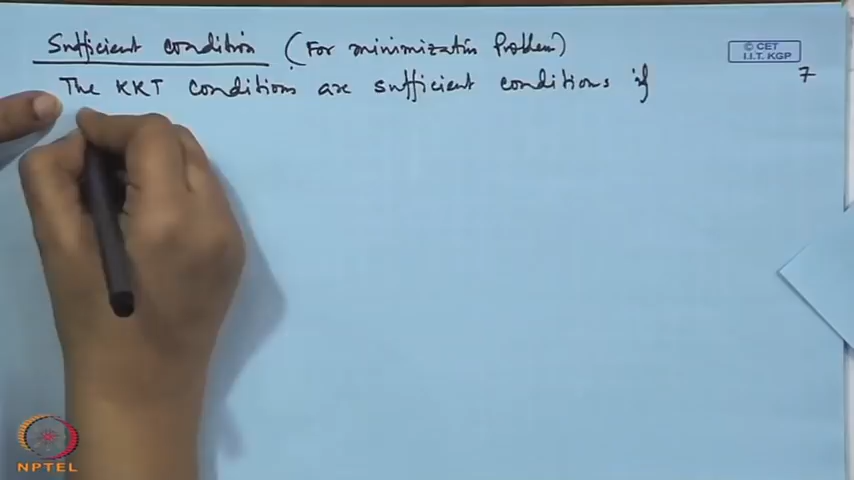 Sufficient condition (For minimization Problem)
© CET
I.I.T. KGP
The KKT conditions are sufficient conditions if
7
NPTEL